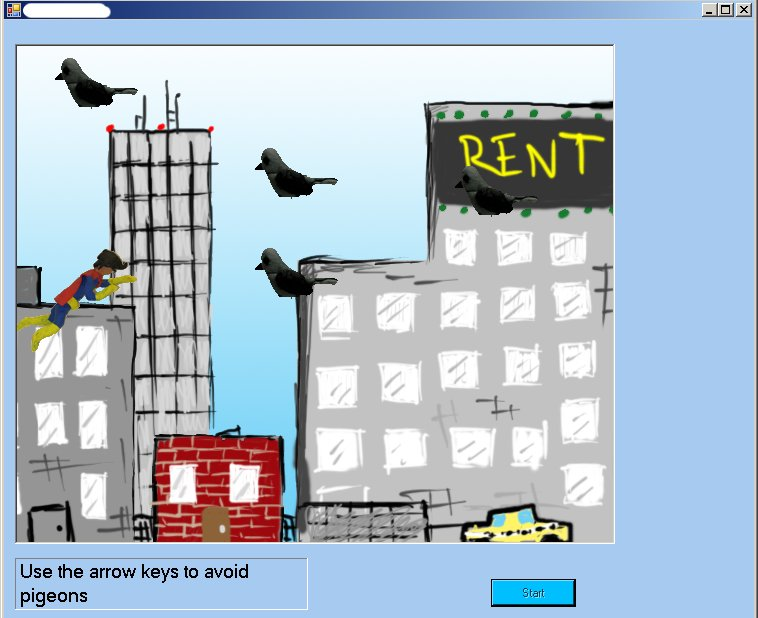 RENT
Use the arrow keys to avoid
pigeons
Start